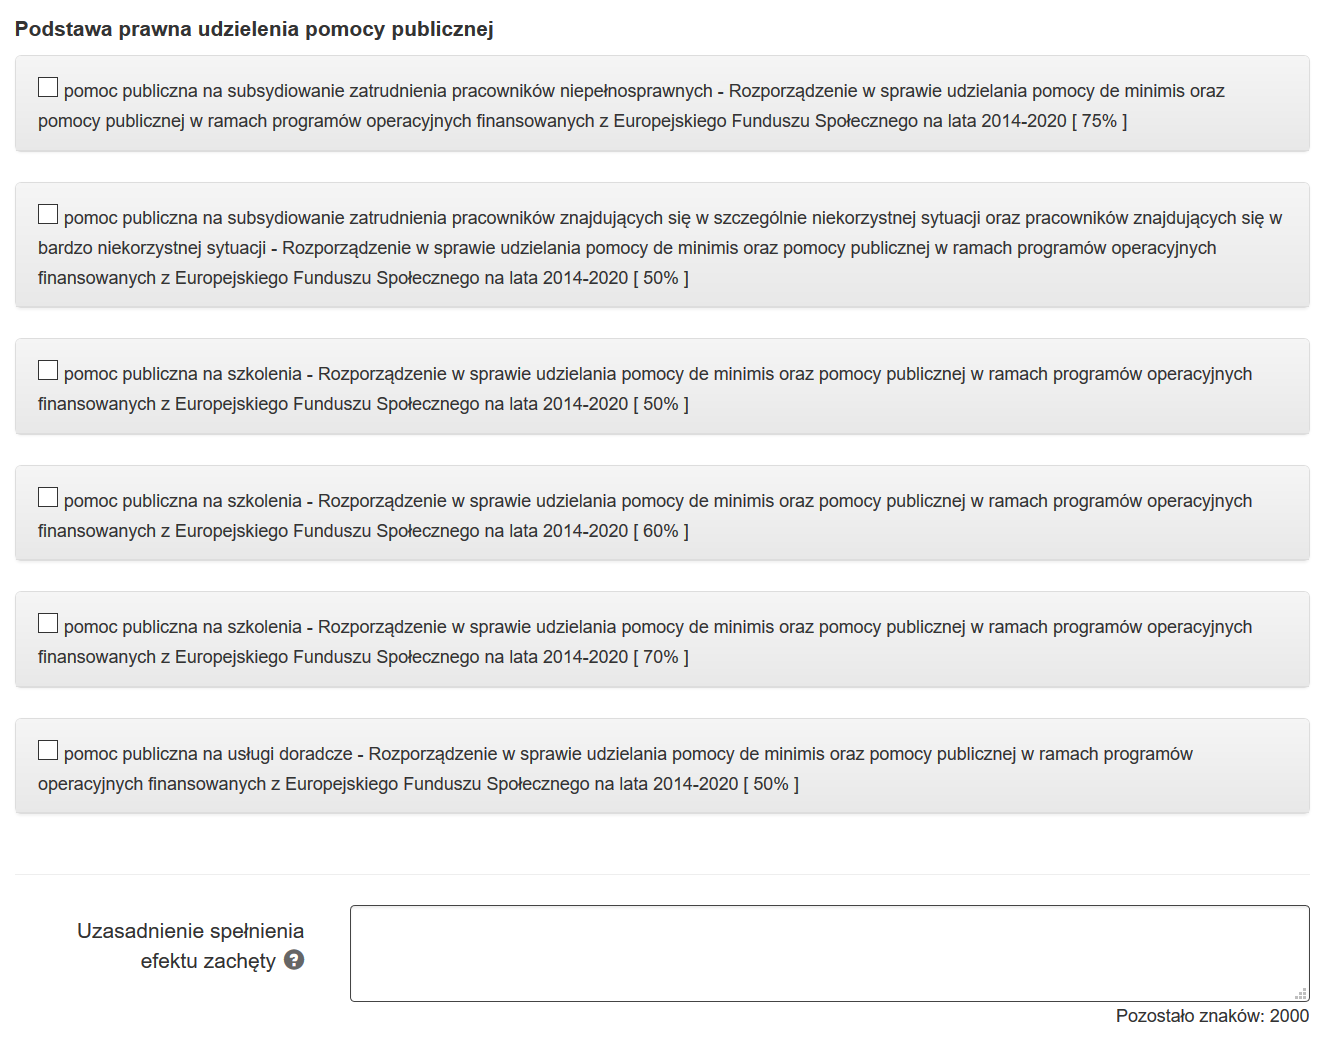 Podstawa prawna udzielenia pomocy publicznej
pomoc publiczna na subsydiowanie zatrudnienia pracowników niepełnosprawnych - Rozporządzenie w sprawie udzielania pomocy de minimis oraz
pomocy publicznej w ramach programów operacyjnych finansowanych z Europejskiego Funduszu Społecznego na lata 2014-2020 [ 75% ]
pomoc publiczna na subsydiowanie zatrudnienia pracowników znajdujących się w szczególnie niekorzystnej sytuacji oraz pracowników znajdujących się w
bardzo niekorzystnej sytuacji - Rozporządzenie w sprawie udzielania pomocy de minimis oraz pomocy publicznej w ramach programów operacyjnych
finansowanych z Europejskiego Funduszu Społecznego na lata 2014-2020 [ 50% ]
pomoc publiczna na szkolenia - Rozporządzenie w sprawie udzielania pomocy de minimis oraz pomocy publicznej w ramach programów operacyjnych
finansowanych z Europejskiego Funduszu Społecznego na lata 2014-2020 [ 50% ]
pomoc publiczna na szkolenia - Rozporządzenie w sprawie udzielania pomocy de minimis oraz pomocy publicznej w ramach programów operacyjnych
finansowanych z Europejskiego Funduszu Społecznego na lata 2014-2020 [ 60% ]
pomoc publiczna na szkolenia - Rozporządzenie w sprawie udzielania pomocy de minimis oraz pomocy publicznej w ramach programów operacyjnych
finansowanych z Europejskiego Funduszu Społecznego na lata 2014-2020 [ 70% ]
pomoc publiczna na usługi doradcze - Rozporządzenie w sprawie udzielania pomocy de minimis oraz pomocy publicznej w ramach programów
operacyjnych finansowanych z Europejskiego Funduszu Społecznego na lata 2014-2020 [ 50% ]
Uzasadnienie spełnienia
efektu zachęty ?
Pozostało znaków: 2000